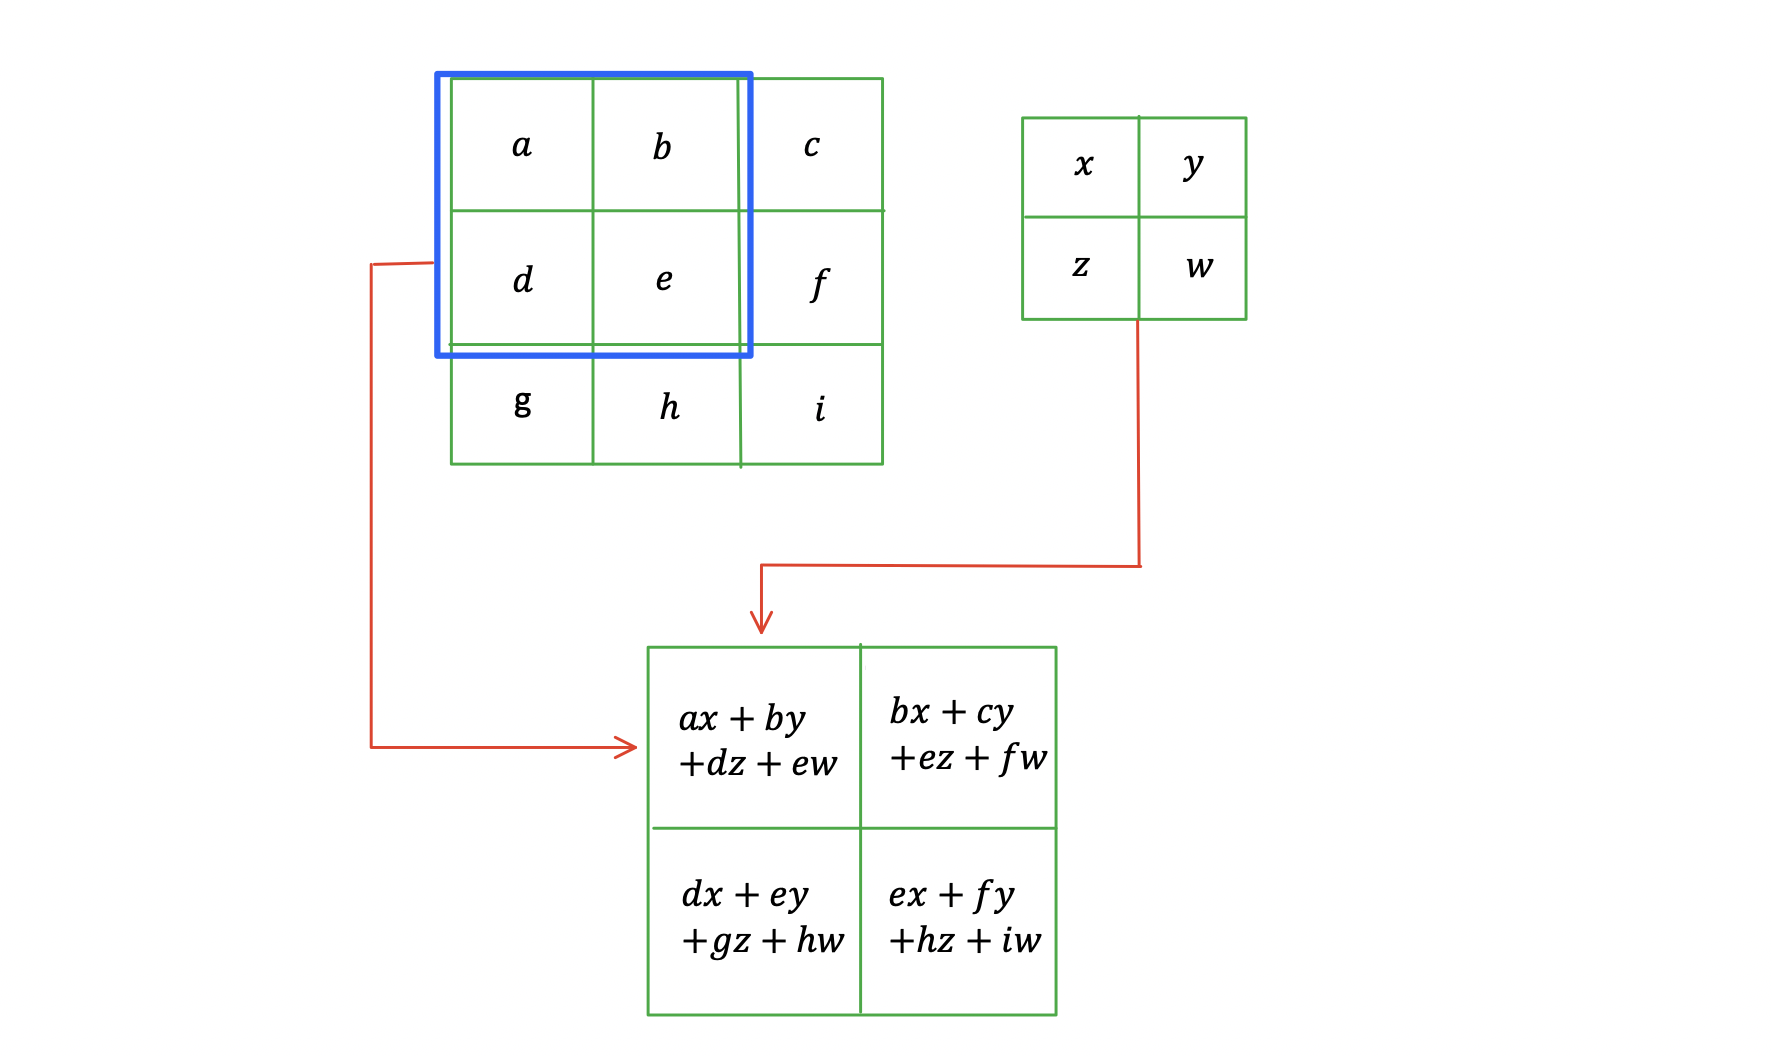 a b c
d e f
g h i
x y
z w
ax + by
+dz + ew
bx + cy
+ez + fw
dx + ey
+gz + hw
ex + fy
+hz + iw